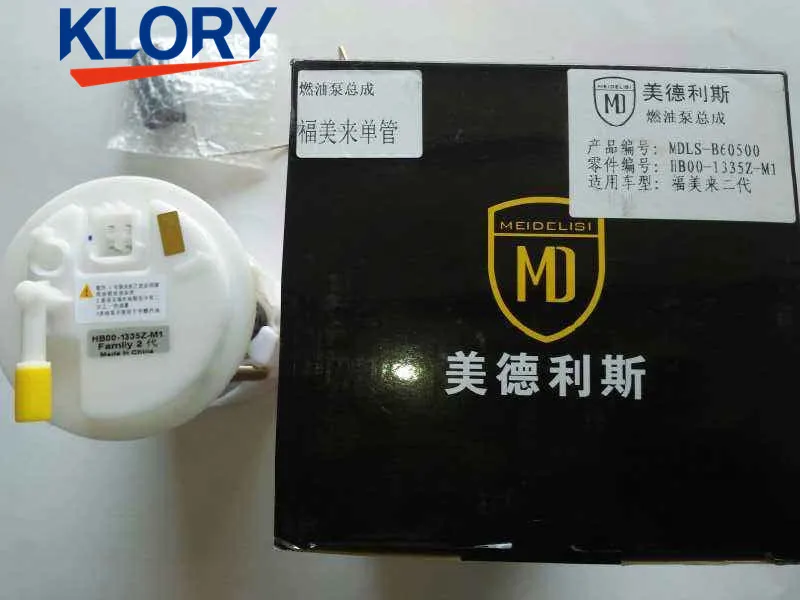 KLORY
燃油泵总成
福美来单管
MEIDELISI
MD
美德利斯
燃油泵总成
产品编号: MDLS-B60500
零件编号: HB00-1335Z-M1
适用车型: 福美来二代
MEIDELISI
MD
美德利斯
HB00-1335Z-M1
Family 2 代
Made In China